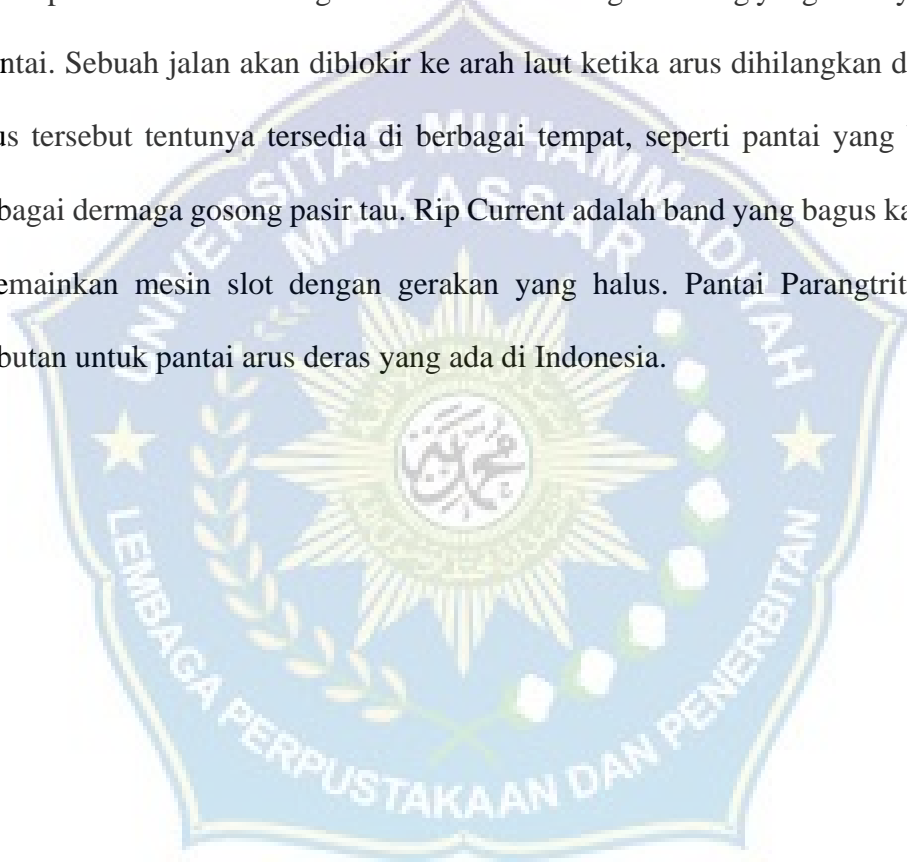 ntai. Sebuah jalan akan diblokir ke arah laut ketika arus dihilangkan d
us tersebut tentunya tersedia di berbagai tempat, seperti pantai yang
bagai dermaga gosong pasir tau. Rip Current adalah band yang bagus ka
emainkan mesin slot dengan gerakan yang halus. Pantai Parangtrit
butan untuk pantai arus deras yang ada di Indonesia.
UNIVERSITAS MUHAMMADIYAH
MAKASSAR
LEMBAGA PERPUSTAKAAN DAN PENERBITAN